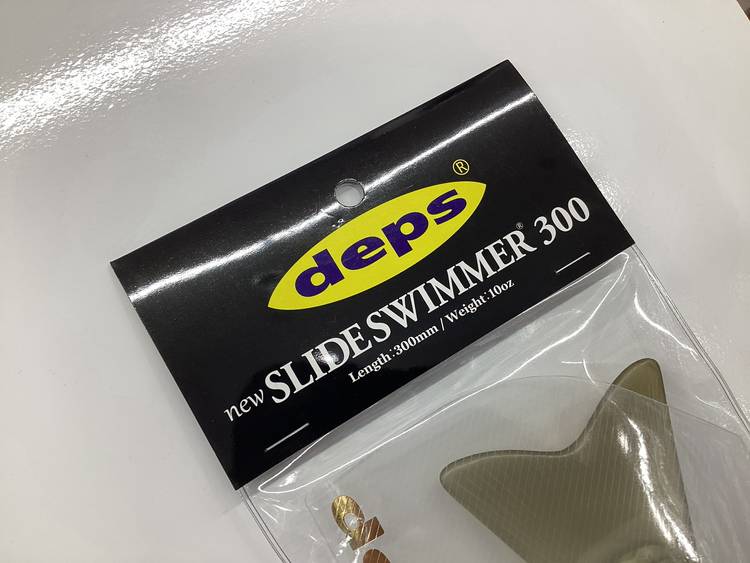 deps®
new SLIDESWIMMER® 300
Length:300mm / Weight:10oz